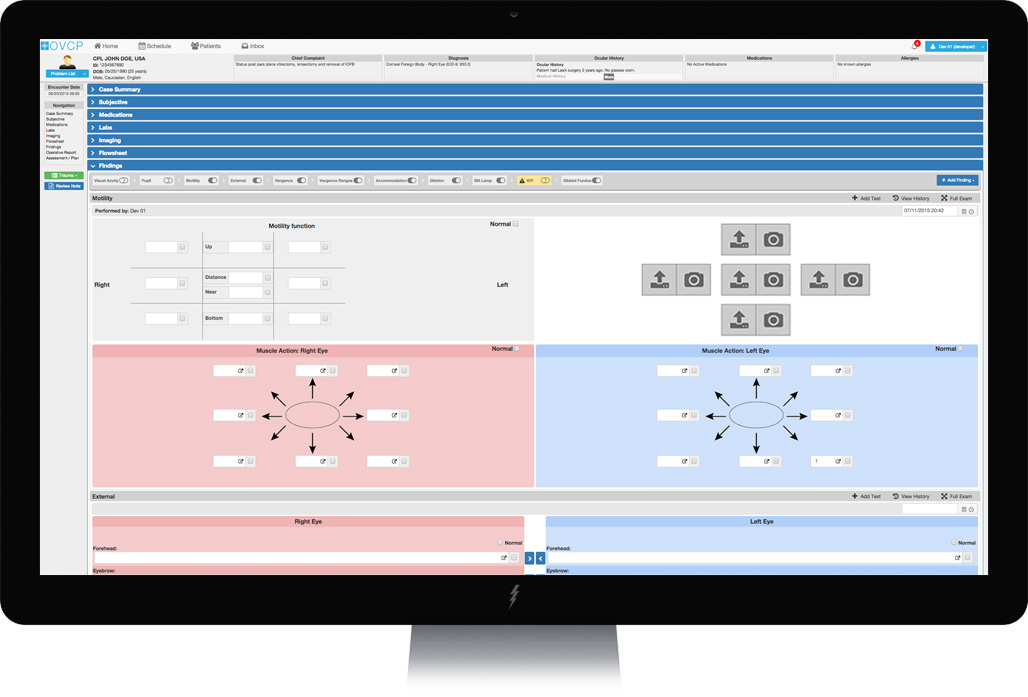 OVCP
Home
Schedule
Patients
Inbox
Dev 01 (developer)
Problem List
CPL JOHN DOE, USA
ID: 1234567890
DOB: 05/25/1990 (25 years)
Male, Caucasian, English
Chief Complaint
Status post pars plana vitrectomy, lensectomy and removal of IOFB
Diagnosis
Corneal Foreign Body - Right Eye (ICD-9: 930.0)
Ocular History
Ocular History
Patient had Lasik surgery 2 years ago. No glasses worn.
Medical History
More
Medications
No Active Medications
Allergies
No known allergies
Encounter Date
05/20/2015 09:30
Navigation
Case Summary
Subjective
Medications
Labs
Imaging
Flowsheet
Findings
Operative Report
Assessment / Plan
Trauma
Review Note
Case Summary
Subjective
Medications
Labs
Imaging
Flowsheet
Findings
Visual Acuity
Pupil
Motility
External
Vergence
Vergence Ranges
Accommodation
Dilation
Slit Lamp
IOP
Dilated Fundus
Add Finding
Motility
Add Test
View History
Full Exam
Performed by: Dev 01
07/11/2015 20:42
Motility function
Normal
Up
Distance
Near
Bottom
Right
Left
Muscle Action: Right Eye
Normal
Muscle Action: Left Eye
Normal
1
External
Add Test
View History
Full Exam
Right Eye
Normal
Forehead:
Eyebrow:
Left Eye
Normal
Forehead:
Eyebrow: